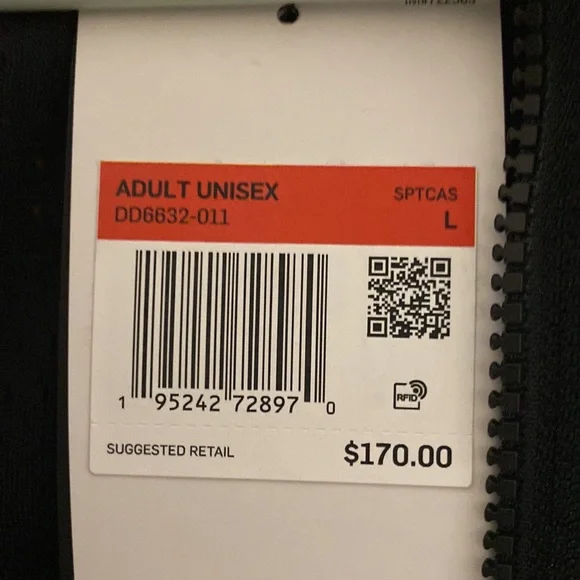 ADULT UNISEX
SPTCAS
DD6632-011
L
1 95242 72897 0
RFID
SUGGESTED RETAIL
$170.00